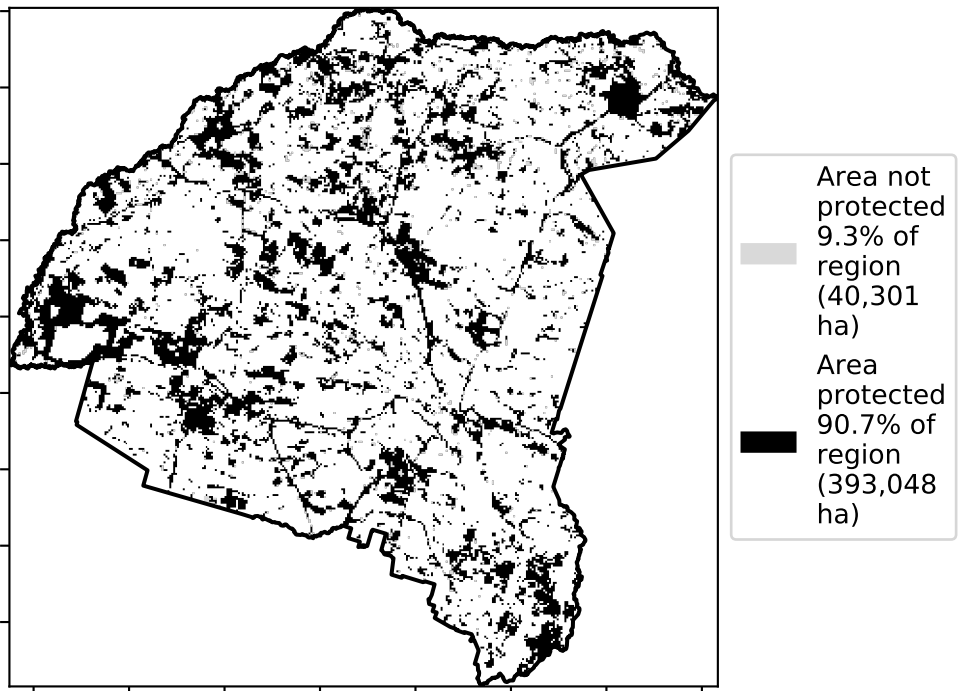 Area not
protected
9.3% of
region
(40,301
ha)
Area
protected
90.7% of
region
(393,048
ha)